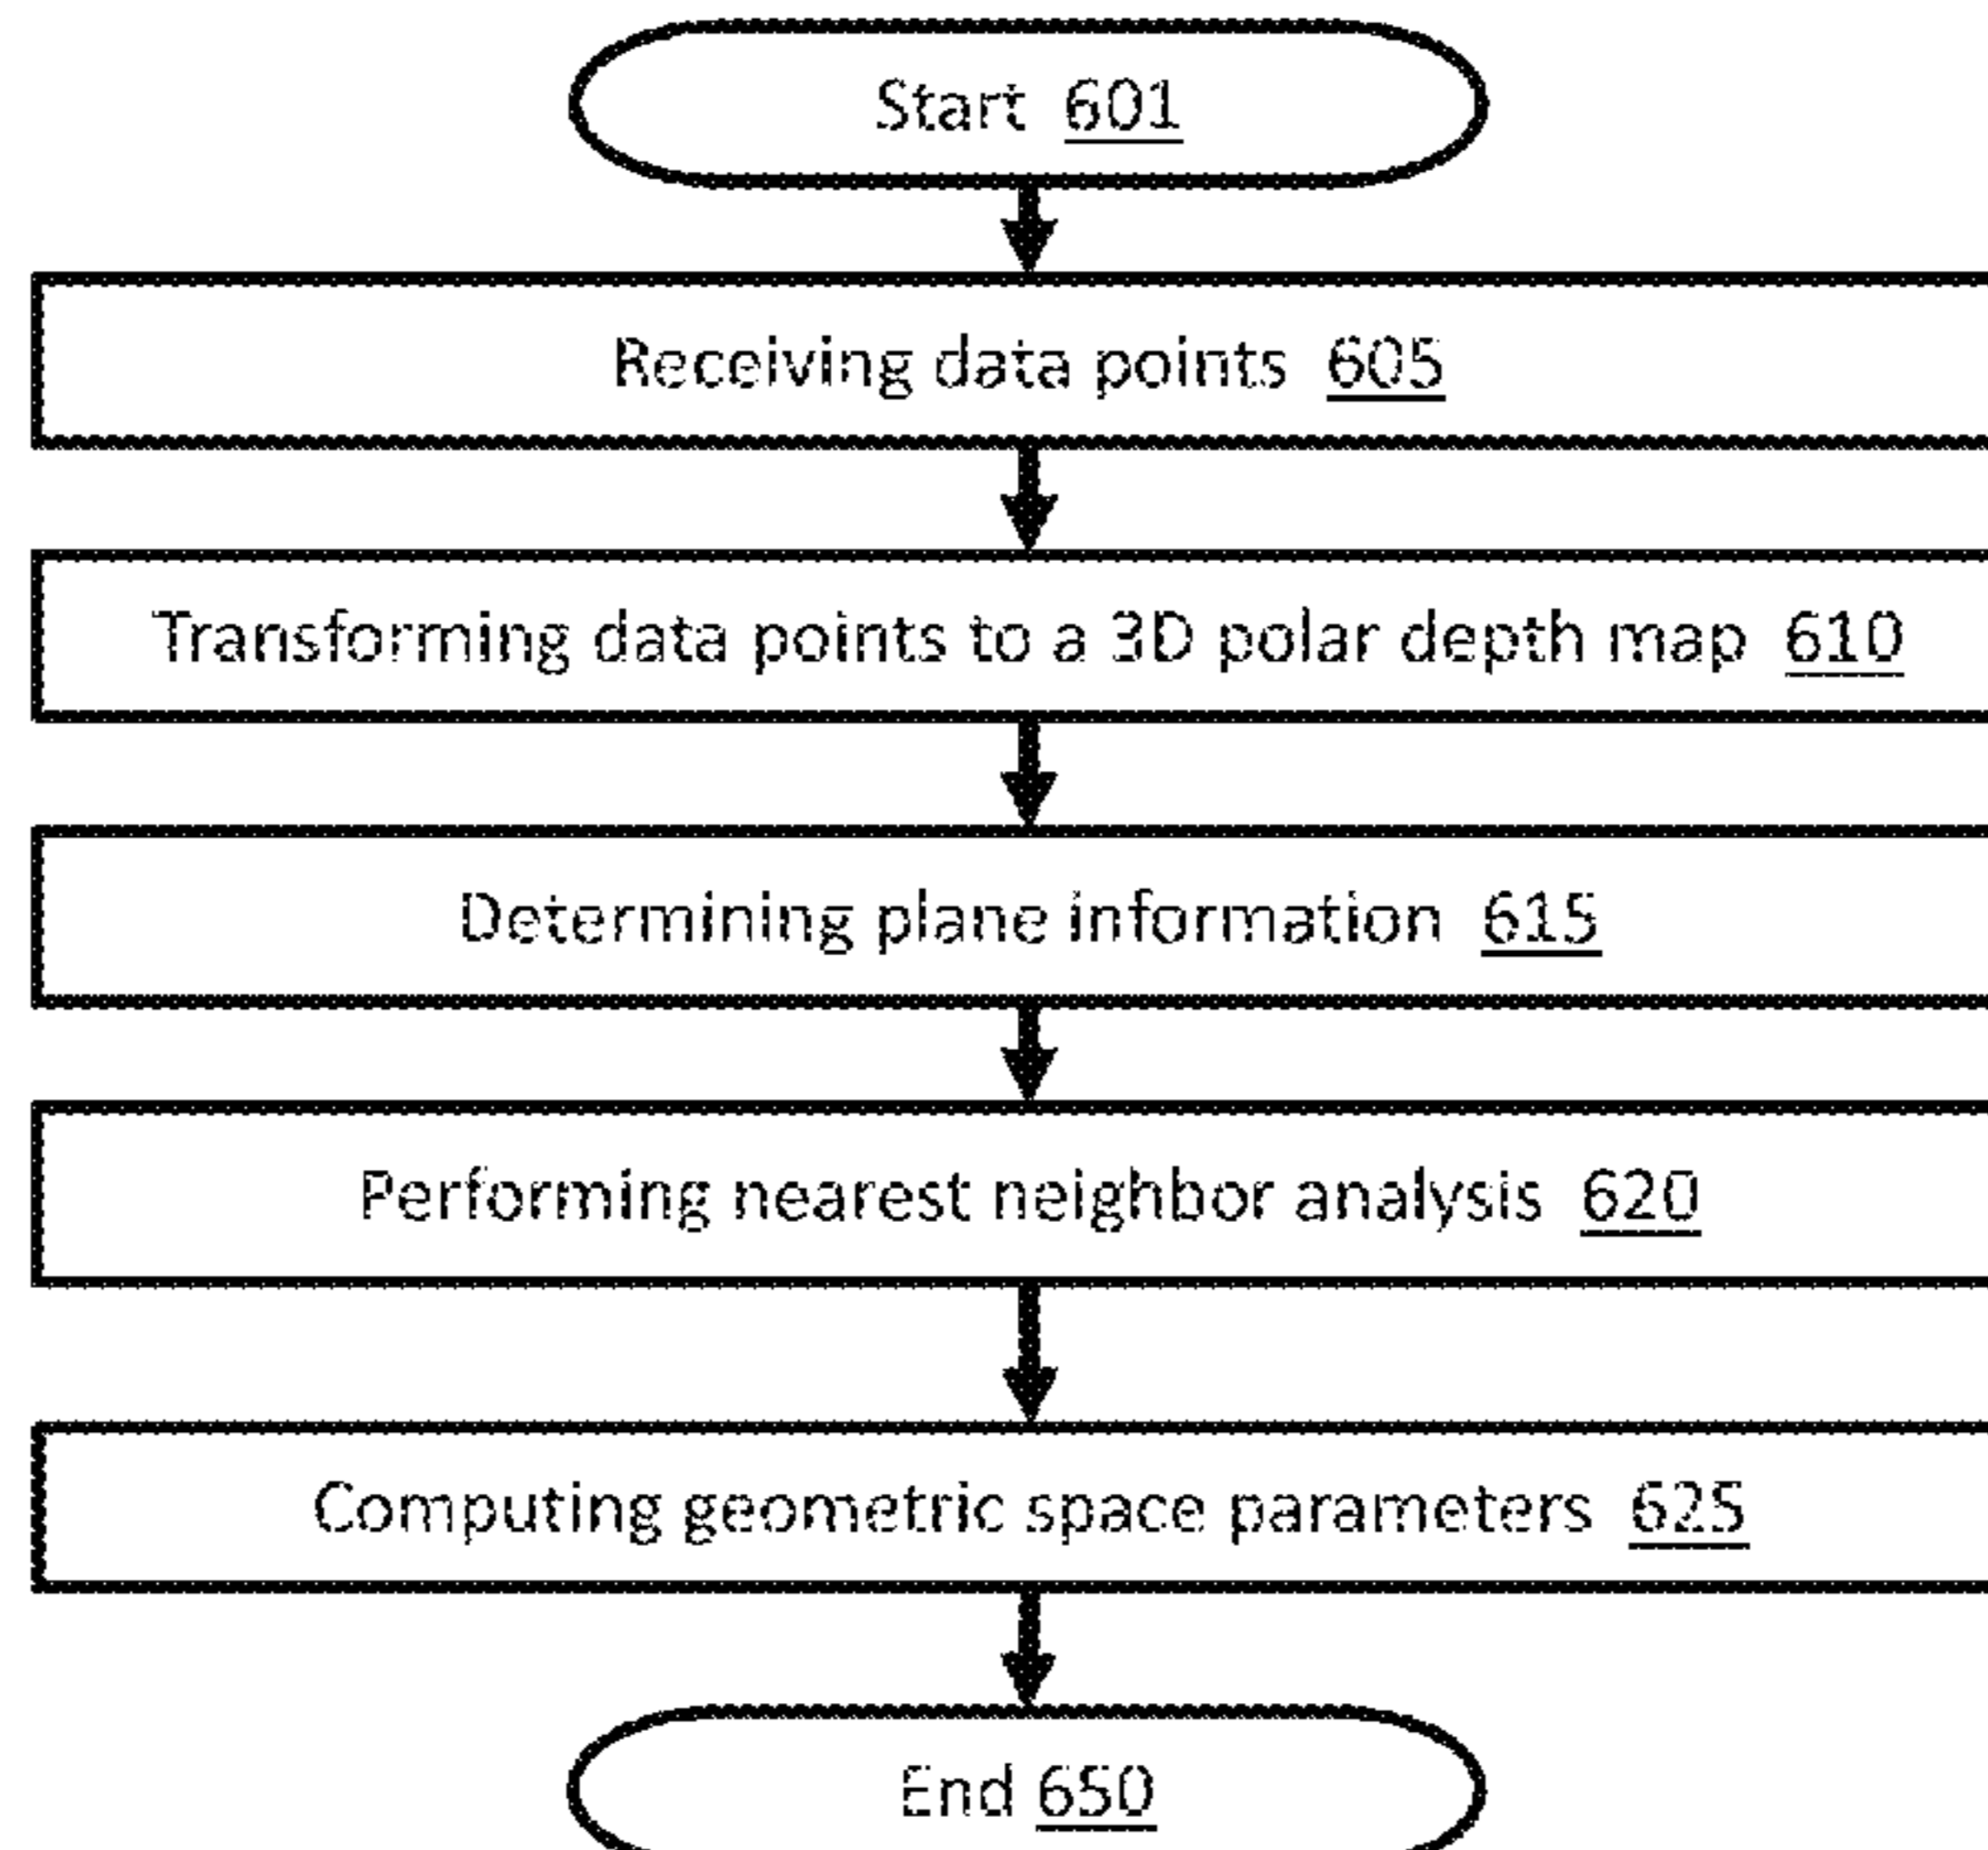 Start 601
Receiving data points 605
Transforming data points to a 3D polar depth map 610
Determining plane information 615
Performing nearest neighbor analysis 620
Computing geometric space parameters 625
End 650